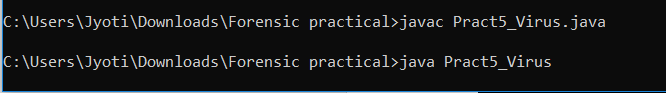 C:\Users\Jyoti\Downloads\Forensic practical>javac Pract5_Virus.java
C:\Users\Jyoti\Downloads\Forensic practical>java Pract5_Virus